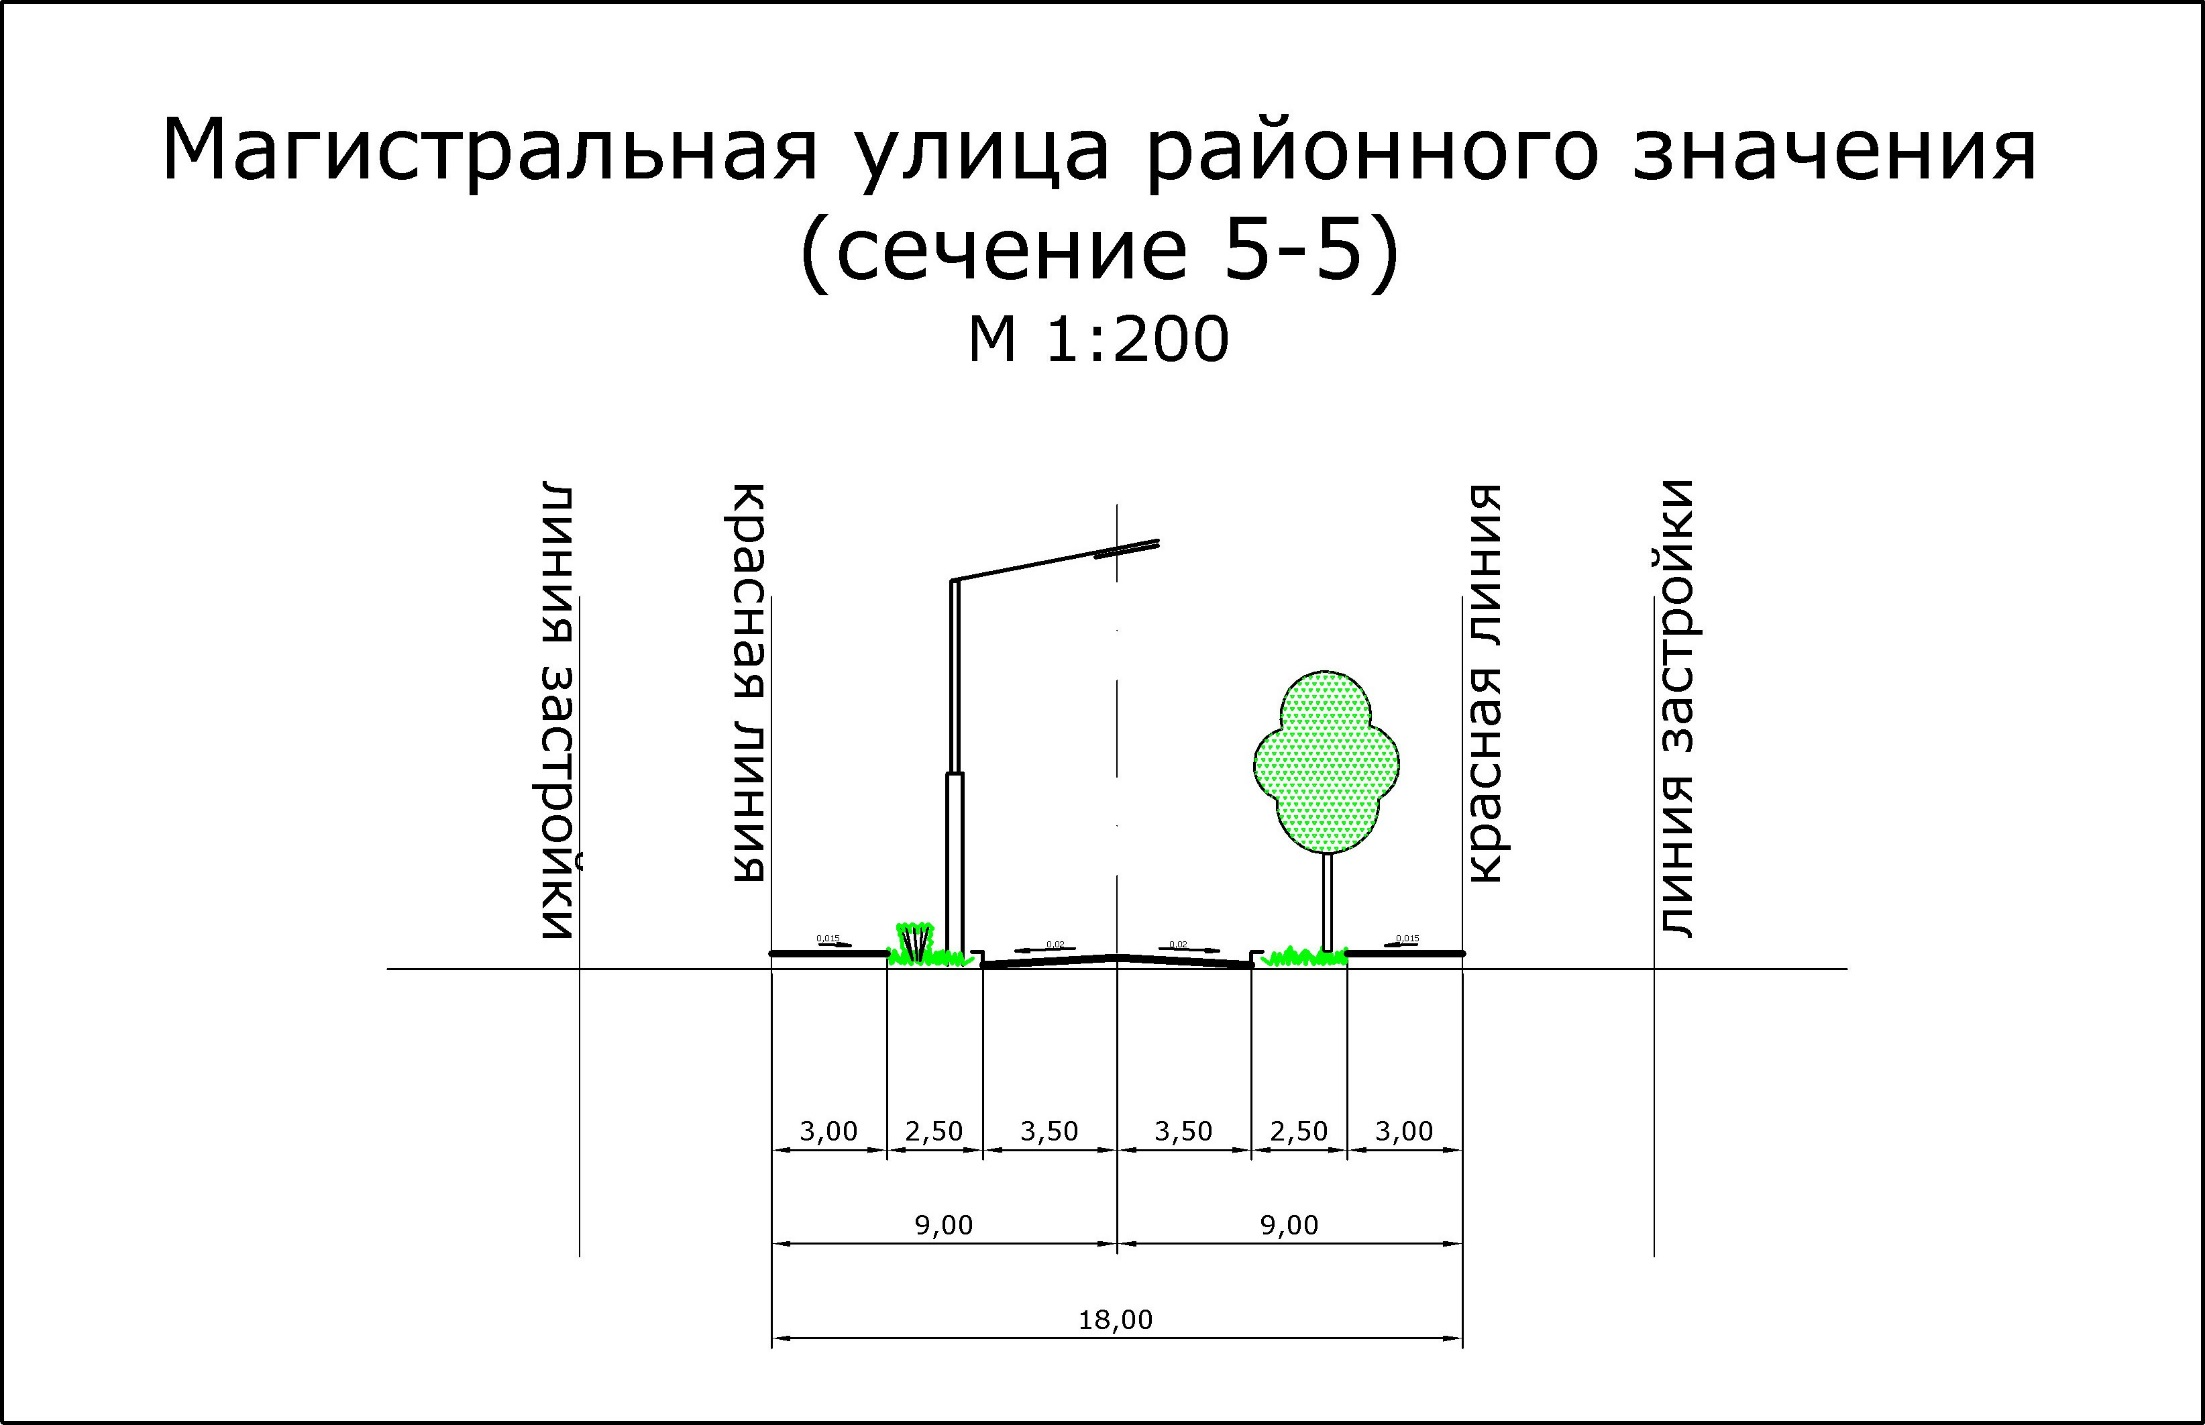 Магистральная улица районного значения
(сечение 5-5)
М 1:200
линия застройки
красная линия
красная линия
линия застройки
0,015
0,02
0,02
0,015
3,00 2,50 3,50 3,50 2,50 3,00
9,00 9,00
18,00